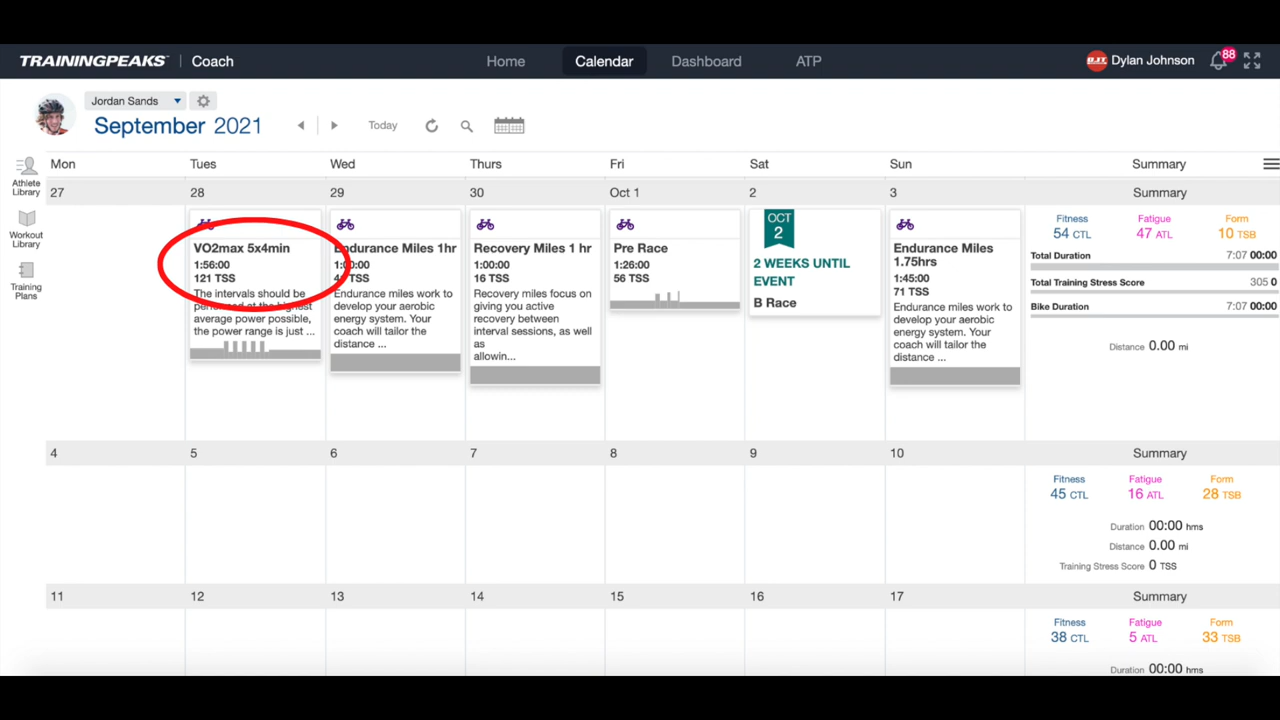 TRAININGPEAKS | Coach
Home
Calendar
Dashboard
ATP
D.JT
Dylan Johnson
88
Jordan Sands
September 2021
Today
Athlete
Library
Workout
Library
Training
Plans
Mon
Tues
Wed
Thurs
Fri
Sat
Sun
Summary
27
28
29
30
Oct 1
2
3
Summary
VO2max 5x4min
1:56:00
121 TSS
The intervals should be
performed at the highest
average power possible,
the power range is just ...
Endurance Miles 1hr
1:00:00
TSS
Endurance miles work to
develop your aerobic
energy system. Your
coach will tailor the
distance ...
Recovery Miles 1 hr
1:00:00
16 TSS
Recovery miles focus on
giving you active
recovery between
interval sessions, as well
as
allowin...
Pre Race
1:26:00
56 TSS
OCT
2
2 WEEKS UNTIL
EVENT
B Race
Endurance Miles
1.75hrs
1:45:00
71 TSS
Endurance miles work to
develop your aerobic
energy system. Your
coach will tailor the
distance ...
Fitness
54 CTL
Fatigue
47 ATL
Form
10 TSB
Total Duration 7:07 00:00
Total Training Stress Score 305 0
Bike Duration 7:07 00:00
Distance 0.00 mi
4
5
6
7
8
9
10
Summary
Fitness
45 CTL
Fatigue
16 ATL
Form
28 TSB
Duration 00:00 hms
Distance 0.00 mi
Training Stress Score 0 TSS
11
12
13
14
15
16
17
Summary
Fitness
38 CTL
Fatigue
5 ATL
Form
33 TSB
Duration 00:00 hms